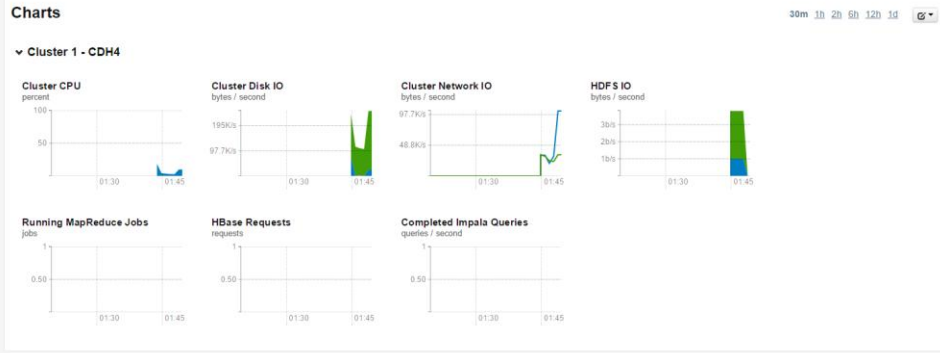 Charts
30m 1h 2h 6h 12h 1d
Cluster 1 - CDH4
Cluster CPU
percent
100
50
01:30 01:45
Cluster Disk IO
bytes / second
195K/s
97.7K/s
01:30 01:45
Cluster Network IO
bytes / second
97.7K/s
48.8K/s
01:30 01:45
HDFS IO
bytes / second
3b/s
2b/s
1b/s
01:30 01:45
Running MapReduce Jobs
jobs
1
0.50
01:30 01:45
HBase Requests
requests
1
0.50
01:30 01:45
Completed Impala Queries
queries / second
1
0.50
01:30 01:45